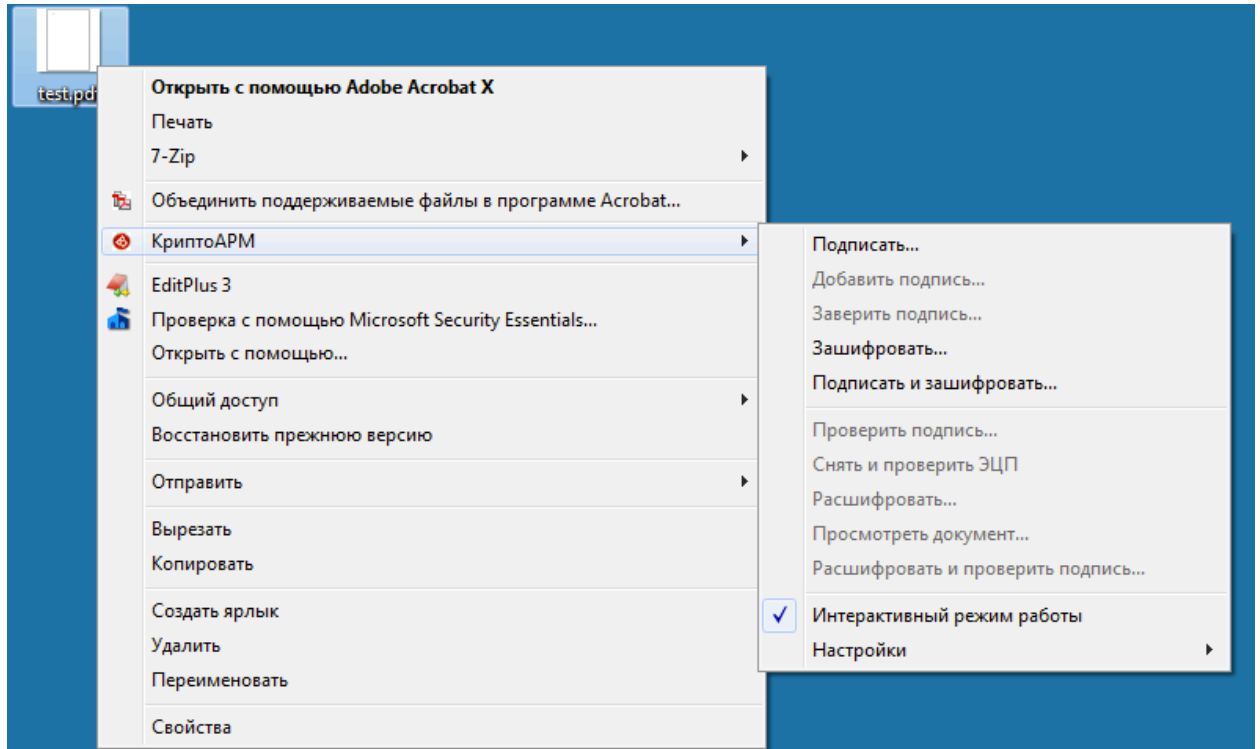 test.pdf
Открыть с помощью Adobe Acrobat X
Печать
7-Zip
Объединить поддерживаемые файлы в программе Acrobat...
КриптоАРМ
EditPlus 3
Проверка с помощью Microsoft Security Essentials...
Открыть с помощью...
Общий доступ
Восстановить прежнюю версию
Отправить
Вырезать
Копировать
Создать ярлык
Удалить
Переименовать
Свойства
Подписать...
Добавить подпись...
Заверить подпись...
Зашифровать...
Подписать и зашифровать...
Проверить подпись...
Снять и проверить ЭЦП
Расшифровать...
Просмотреть документ...
Расшифровать и проверить подпись...
Интерактивный режим работы
Настройки